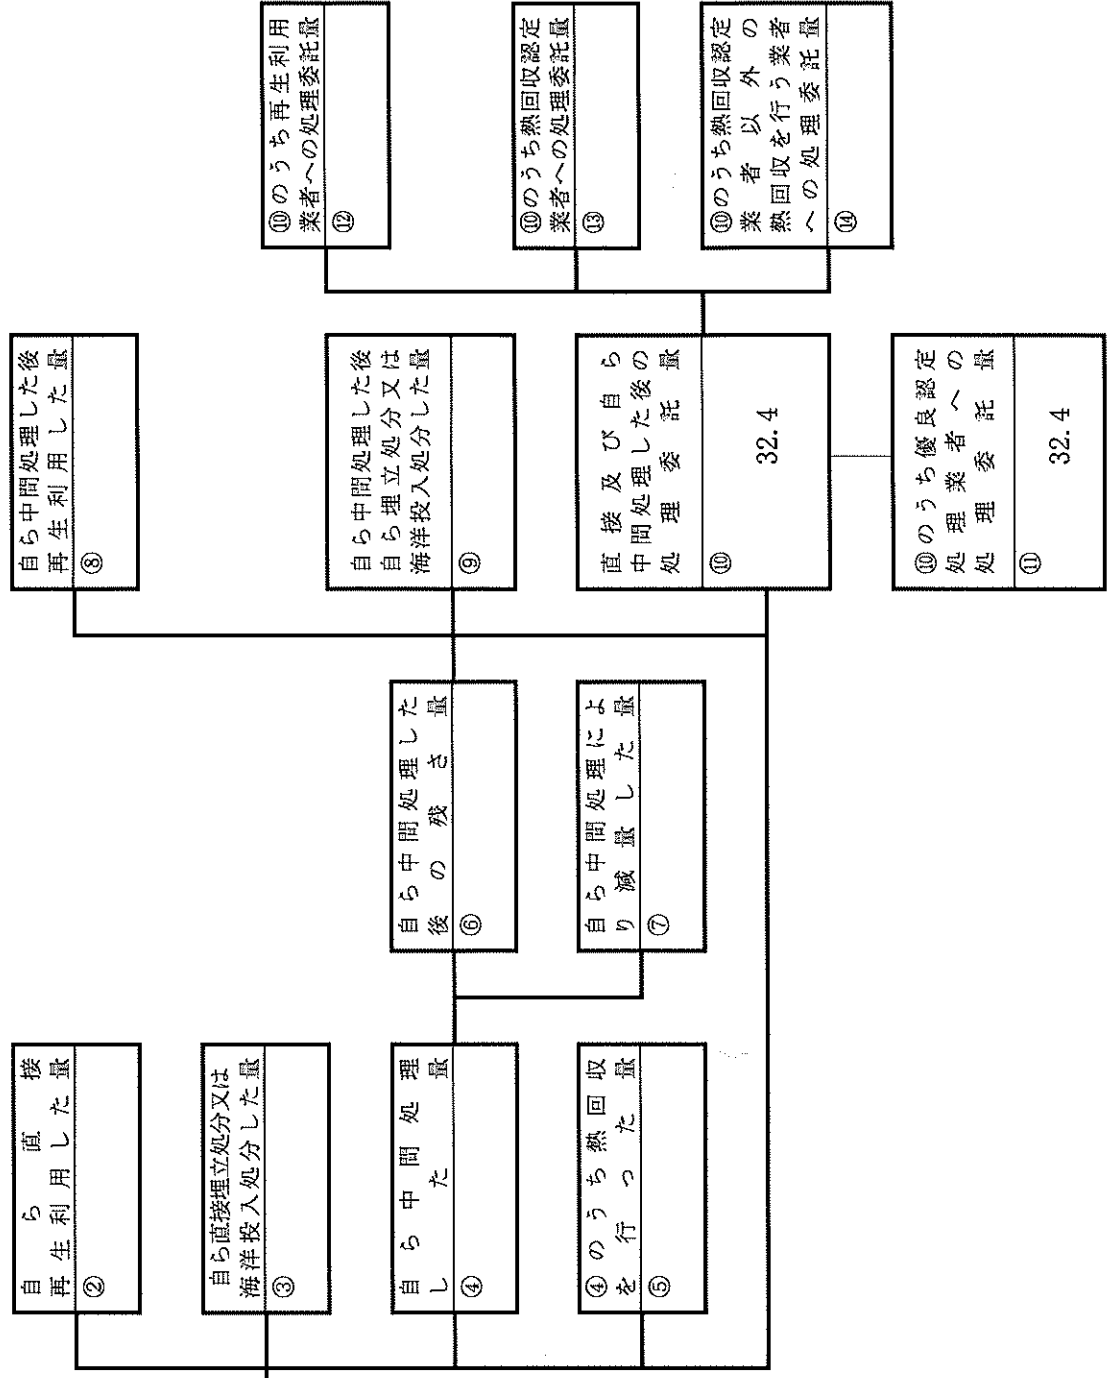 自ら直接
再生利用した量
②
自ら直接埋立処分又は
海洋投入処分した量
③
自ら中間処理
した量
④
④のうち熱回収
を行った量
⑤
自ら中間処理した
後の残さ量
⑥
自ら中間処理によ
り減量した量
⑦
自ら中間処理した後
再生利用した量
⑧
自ら中間処理した後
自ら埋立処分又は
海洋投入処分した量
⑨
直接及び自ら
中間処理した後の
処理委託量
⑩
32.4
⑩のうち優良認定
処理業者への
処理委託量
⑪
32.4
⑩のうち再生利用
業者への処理委託量
⑫
⑩のうち熱回収認定
業者への処理委託量
⑬
⑩のうち熱回収認定
業者以外の
熱回収を行う業者
への処理委託量
⑭